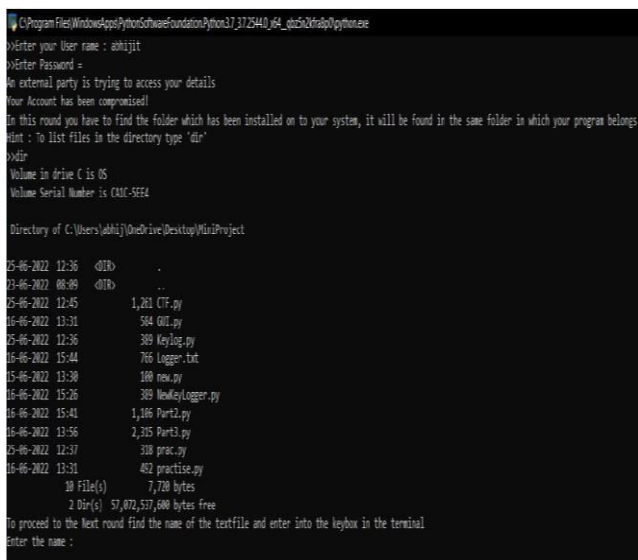 C:\Program Files\WindowsApps\PythonSoftwareFoundation.Python.3.7_3.7.2544.0_x64__qbz5n2kfra8p0\python.exe
>>Enter your User name : abhijit
>>Enter Password =
An external party is trying to access your details
Your Account has been compromised!
In this round you have to find the folder which has been installed on to your system, it will be found in the same folder in which your program belongs
Hint : To list files in the directory type 'dir'
>>dir
Volume in drive C is OS
Volume Serial Number is CA1C-5EE4
Directory of C:\Users\abhij\OneDrive\Desktop\MiniProject
25-06-2022 12:36 <DIR> .
23-06-2022 08:09 <DIR> ..
25-06-2022 12:45 1,261 CTF.py
16-06-2022 13:31 584 GUI.py
25-06-2022 12:36 389 Keylog.py
16-06-2022 15:44 766 Logger.txt
15-06-2022 13:30 100 new.py
16-06-2022 15:26 389 NewKeyLogger.py
16-06-2022 15:41 1,106 Part2.py
16-06-2022 13:56 2,315 Part3.py
25-06-2022 12:37 318 prac.py
16-06-2022 13:31 492 practise.py
10 File(s) 7,720 bytes
2 Dir(s) 57,072,537,600 bytes free
To proceed to the Next round find the name of the textfile and enter into the keybox in the terminal
Enter the name :